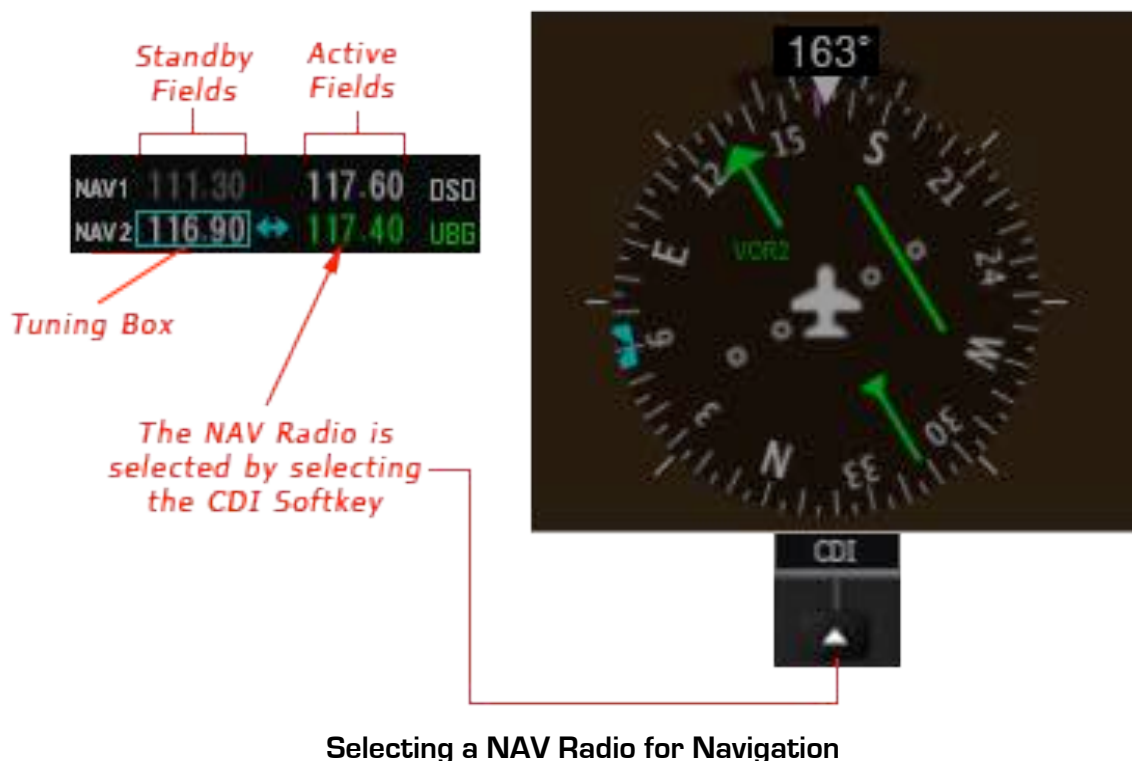 Standby
Fields
Active
Fields
NAV1 111.30 117.60 DSD
NAV2 116.90 ↔ 117.40 UBG
Tuning Box
The NAV Radio is
selected by selecting
the CDI Softkey
163°
12 15 S 21
E VOR2 24
6 W
3 N 33 30
CDI
Selecting a NAV Radio for Navigation